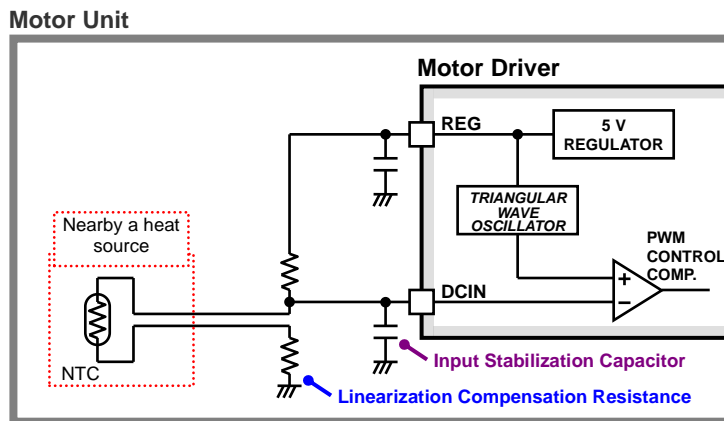 Motor Unit
Motor Driver
REG
5 V
REGULATOR
TRIANGULAR
WAVE
OSCILLATOR
Nearby a heat
source
PWM
CONTROL
COMP.
+
−
DCIN
NTC
Input Stabilization Capacitor
Linearization Compensation Resistance